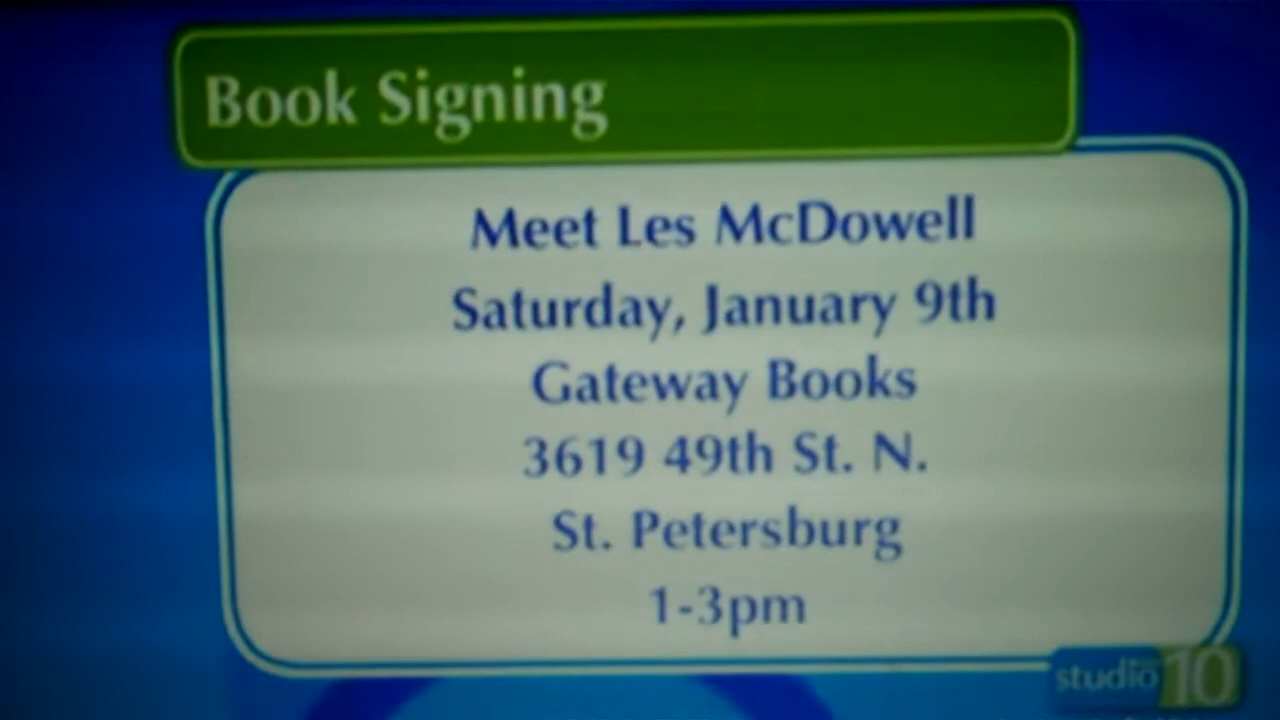 Book Signing
Meet Les McDowell
Saturday, January 9th
Gateway Books
3619 49th St. N.
St. Petersburg
1-3pm
studio 10